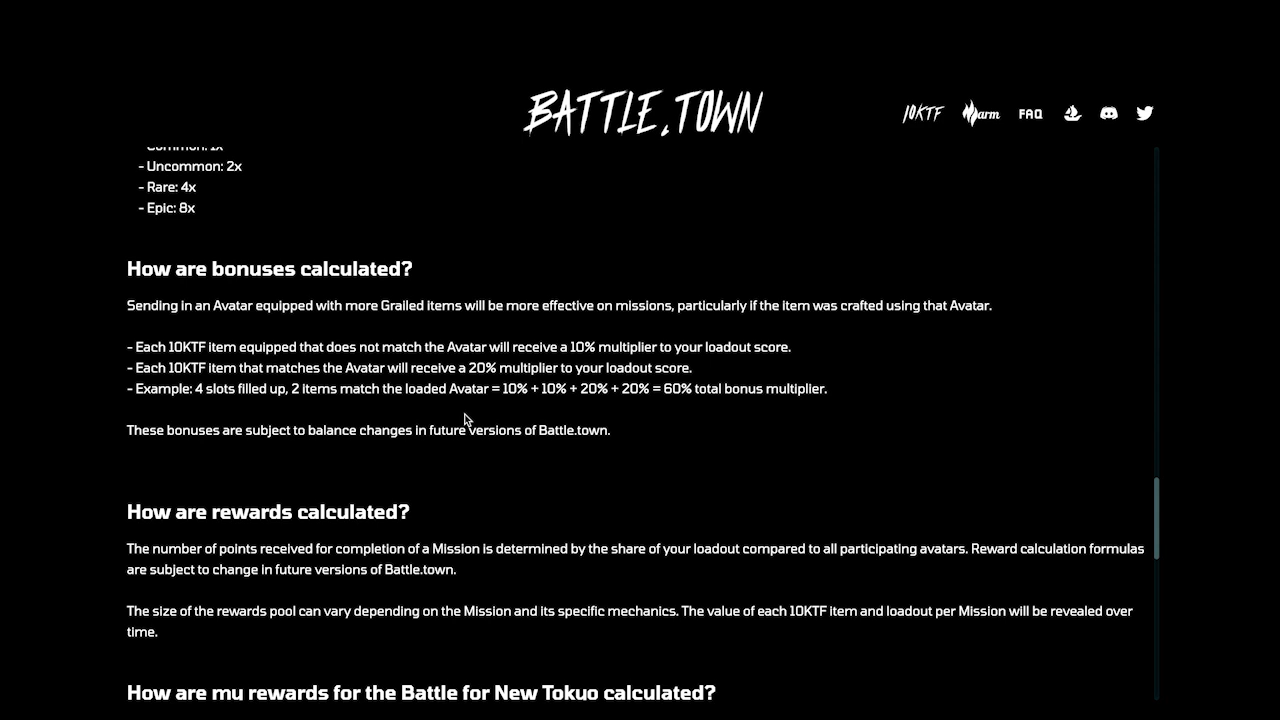 BATTLE.TOWN
10KTF
Warm
FAQ
Common: 1x
- Uncommon: 2x
- Rare: 4x
- Epic: 8x
How are bonuses calculated?
Sending in an Avatar equipped with more Grailed items will be more effective on missions, particularly if the item was crafted using that Avatar.
- Each 10KTF item equipped that does not match the Avatar will receive a 10% multiplier to your loadout score.
- Each 10KTF item that matches the Avatar will receive a 20% multiplier to your loadout score.
- Example: 4 slots filled up, 2 items match the loaded Avatar = 10% + 10% + 20% + 20% = 60% total bonus multiplier.
These bonuses are subject to balance changes in future versions of Battle.town.
How are rewards calculated?
The number of points received for completion of a Mission is determined by the share of your loadout compared to all participating avatars. Reward calculation formulas
are subject to change in future versions of Battle.town.
The size of the rewards pool can vary depending on the Mission and its specific mechanics. The value of each 10KTF item and loadout per Mission will be revealed over
time.
How are my rewards for the Battle for New Tokyo calculated?